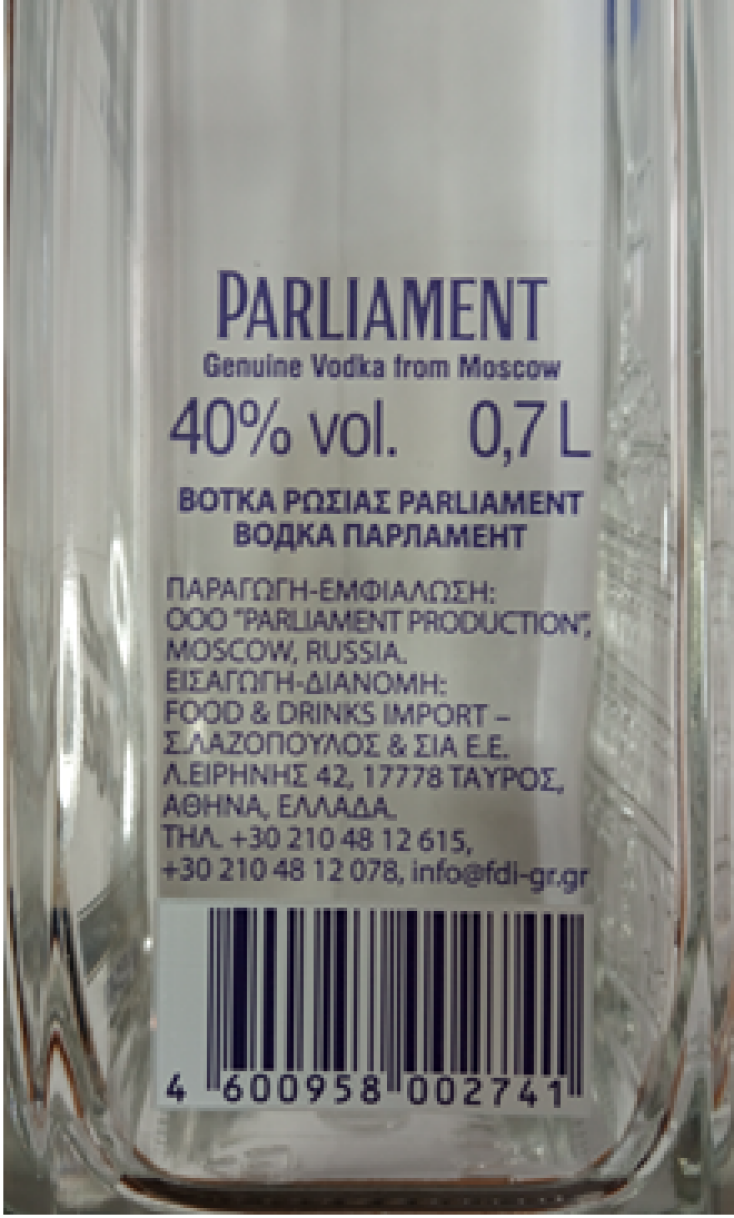 PARLIAMENT
Genuine Vodka from Moscow
40% vol. 0,7 L
ΒΟΤΚΑ ΡΩΣΙΑΣ PARLIAMENT
ВОДКА ПАРЛАМЕНТ
ΠΑΡΑΓΩΓΗ-ΕΜΦΙΑΛΩΣΗ:
OOO "PARLIAMENT PRODUCTION",
MOSCOW, RUSSIA.
ΕΙΣΑΓΩΓΗ-ΔΙΑΝΟΜΗ:
FOOD & DRINKS IMPORT –
Σ.ΛΑΖΟΠΟΥΛΟΣ & ΣΙΑ Ε.Ε.
Λ.ΕΙΡΗΝΗΣ 42, 17778 ΤΑΥΡΟΣ,
ΑΘΗΝΑ, ΕΛΛΑΔΑ.
ΤΗΛ. +30 210 48 12 615,
+30 210 48 12 078, info@fdi-gr.gr
4 600958 002741